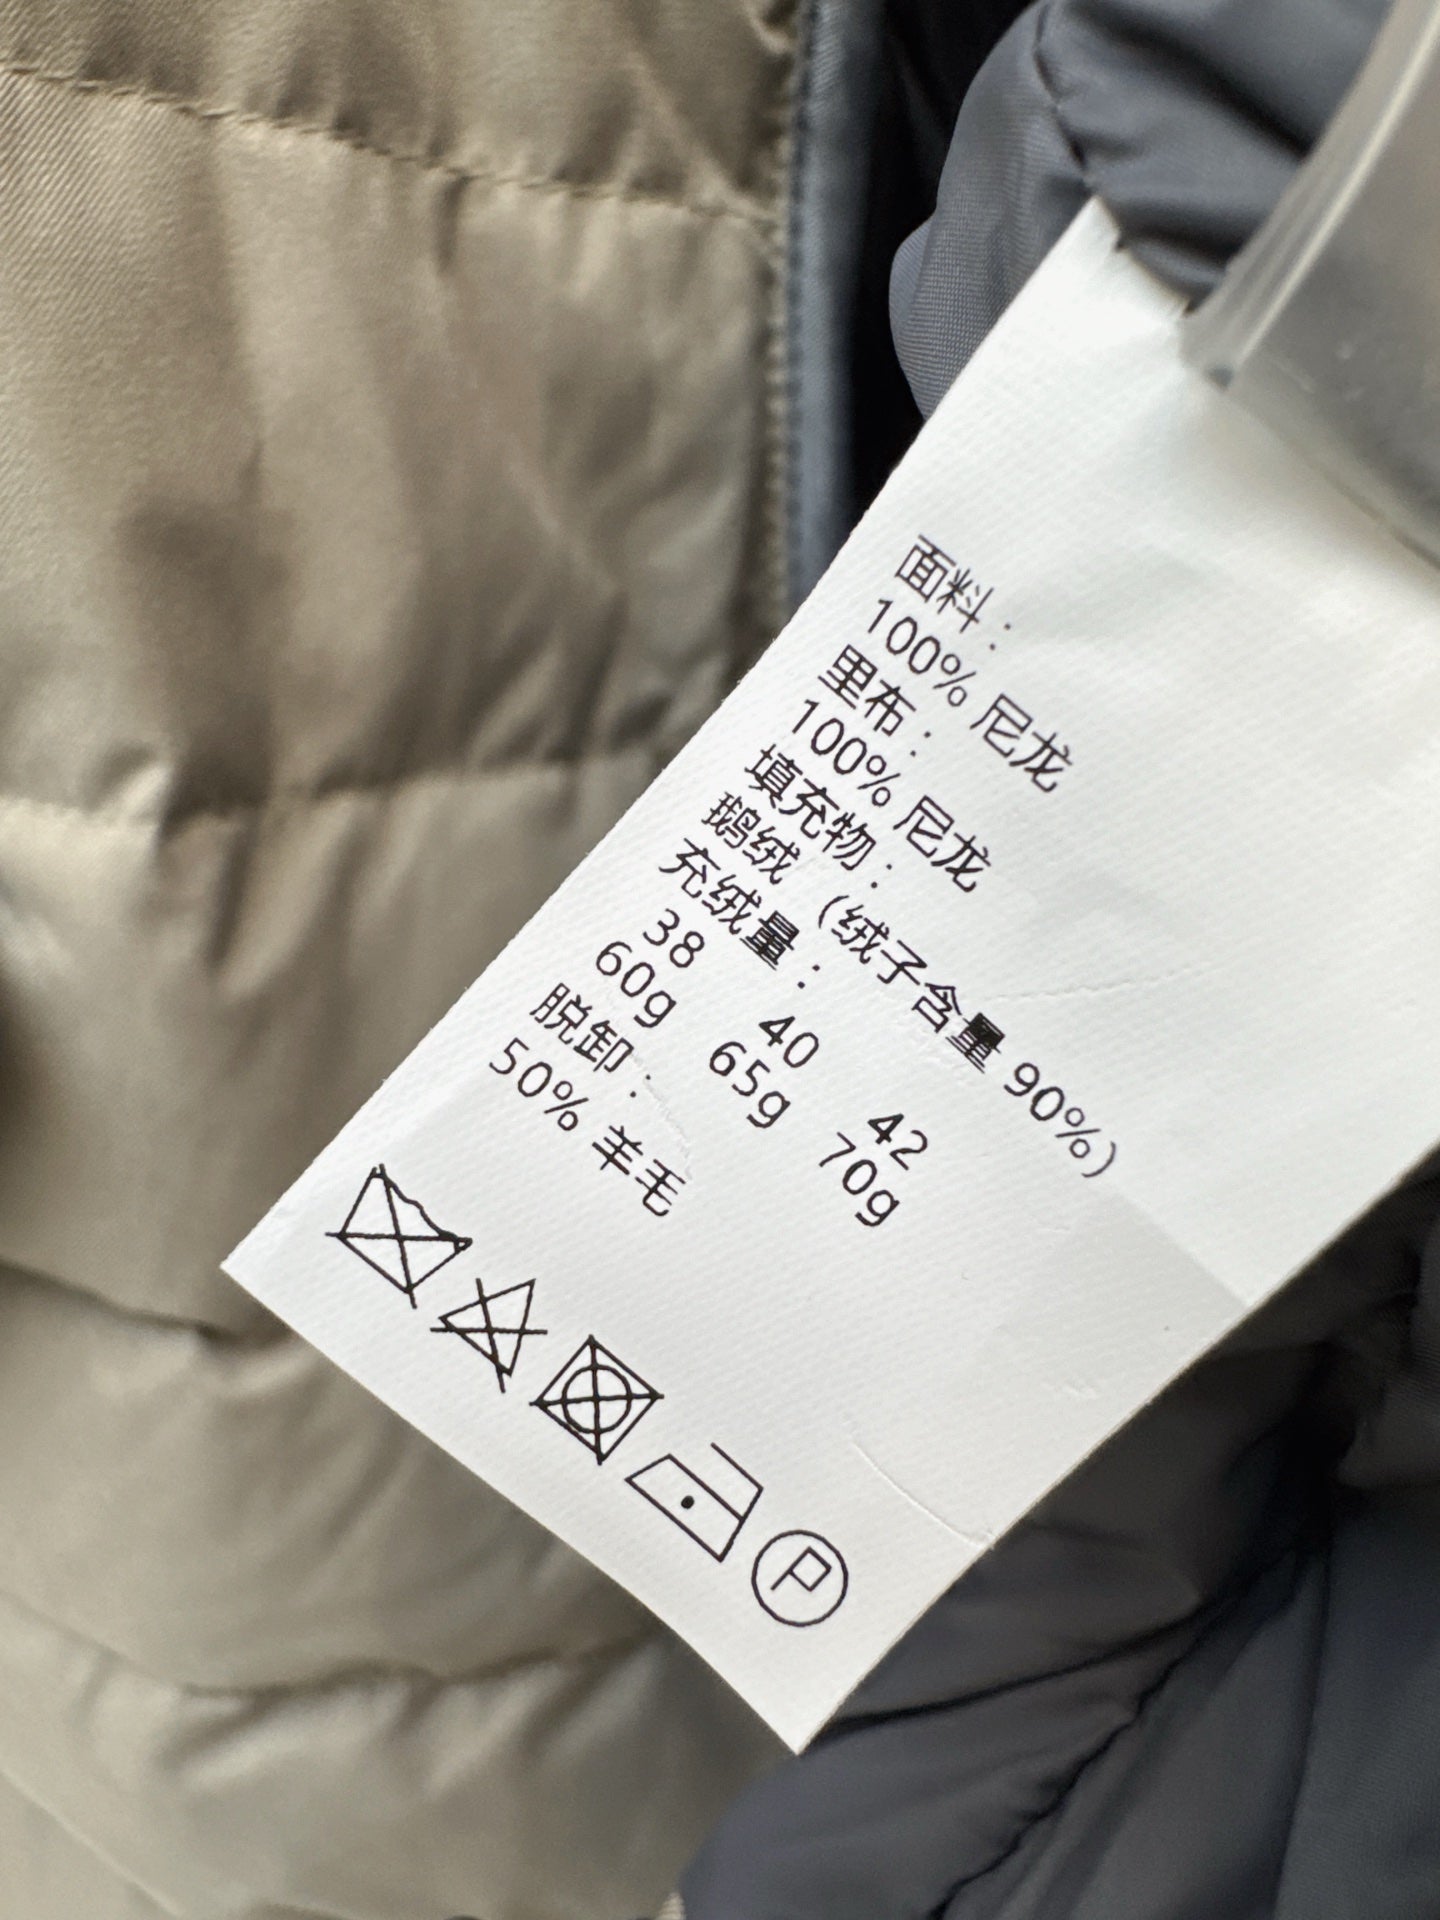 面料：
100% 尼龙
里布：
100% 尼龙
填充物：
鹅绒（绒子含量 90%）
充绒量：
38 40 42
60g 65g 70g
脱卸：
50% 羊毛
P